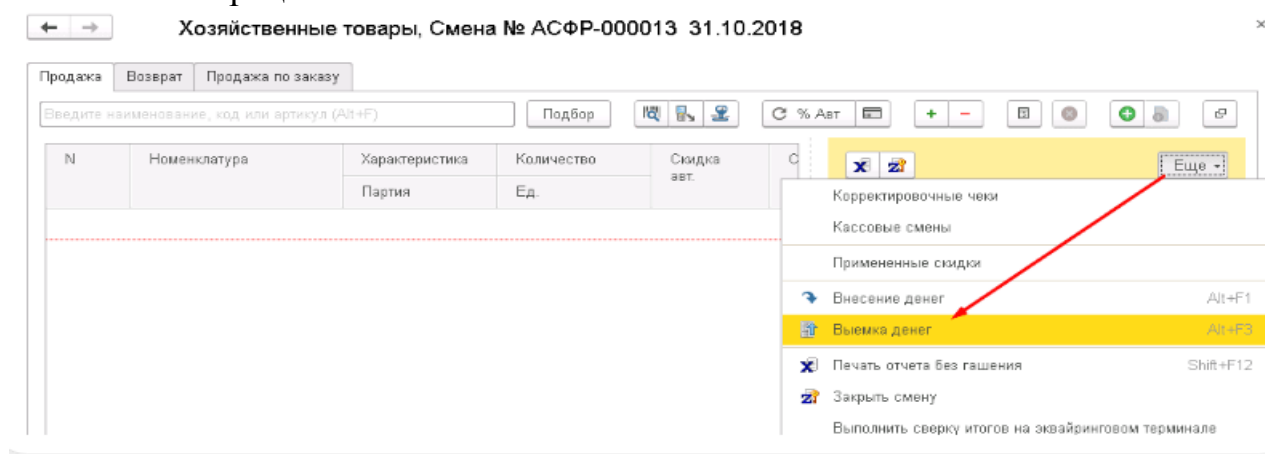 Хозяйственные товары, Смена № АСФР-000013 31.10.2018
Продажа Возврат Продажа по заказу
Введите наименование, код или артикул (Alt+F) Подбор % Авт
N Номенклатура Характеристика Количество Скидка авт. С
Партия Ед.
Еще
Корректировочные чеки
Кассовые смены
Примененные скидки
Внесение денег Alt+F1
Выемка денег Alt+F3
Печать отчета без гашения Shift+F12
Закрыть смену
Выполнить сверку итогов на эквайринговом терминале